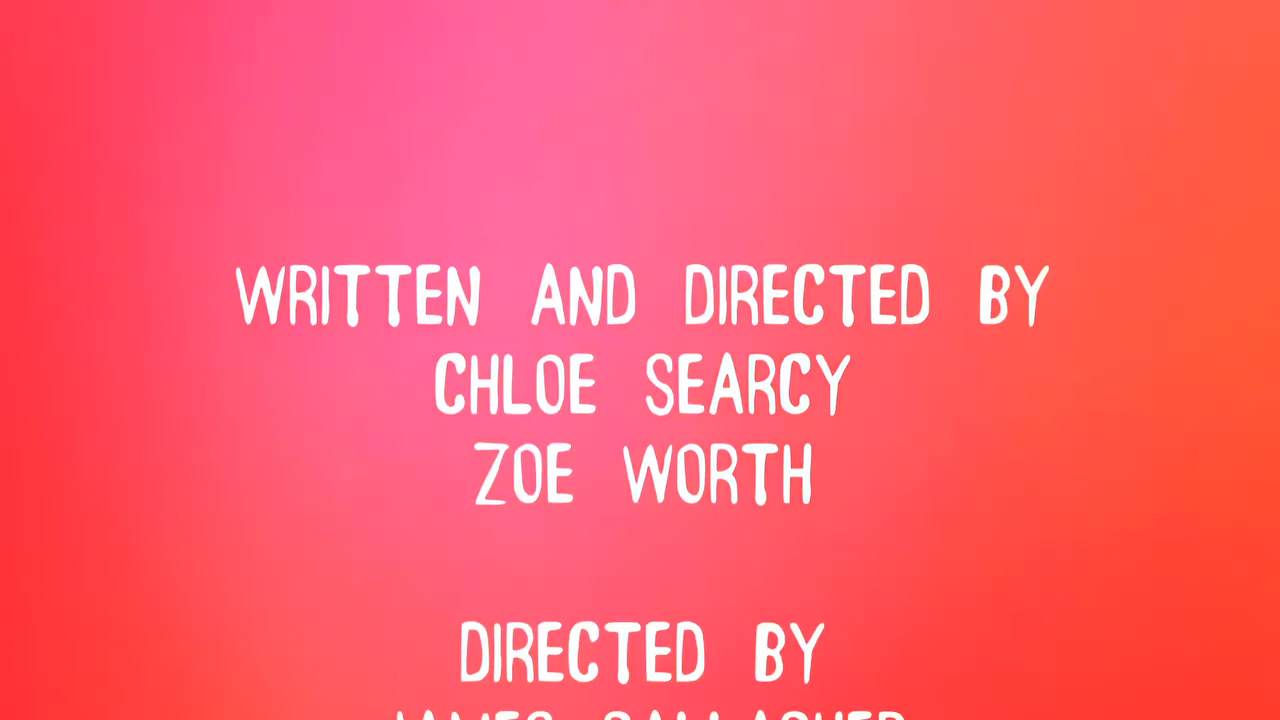 WRITTEN AND DIRECTED BY
CHLOE SEARCY
ZOE WORTH
DIRECTED BY